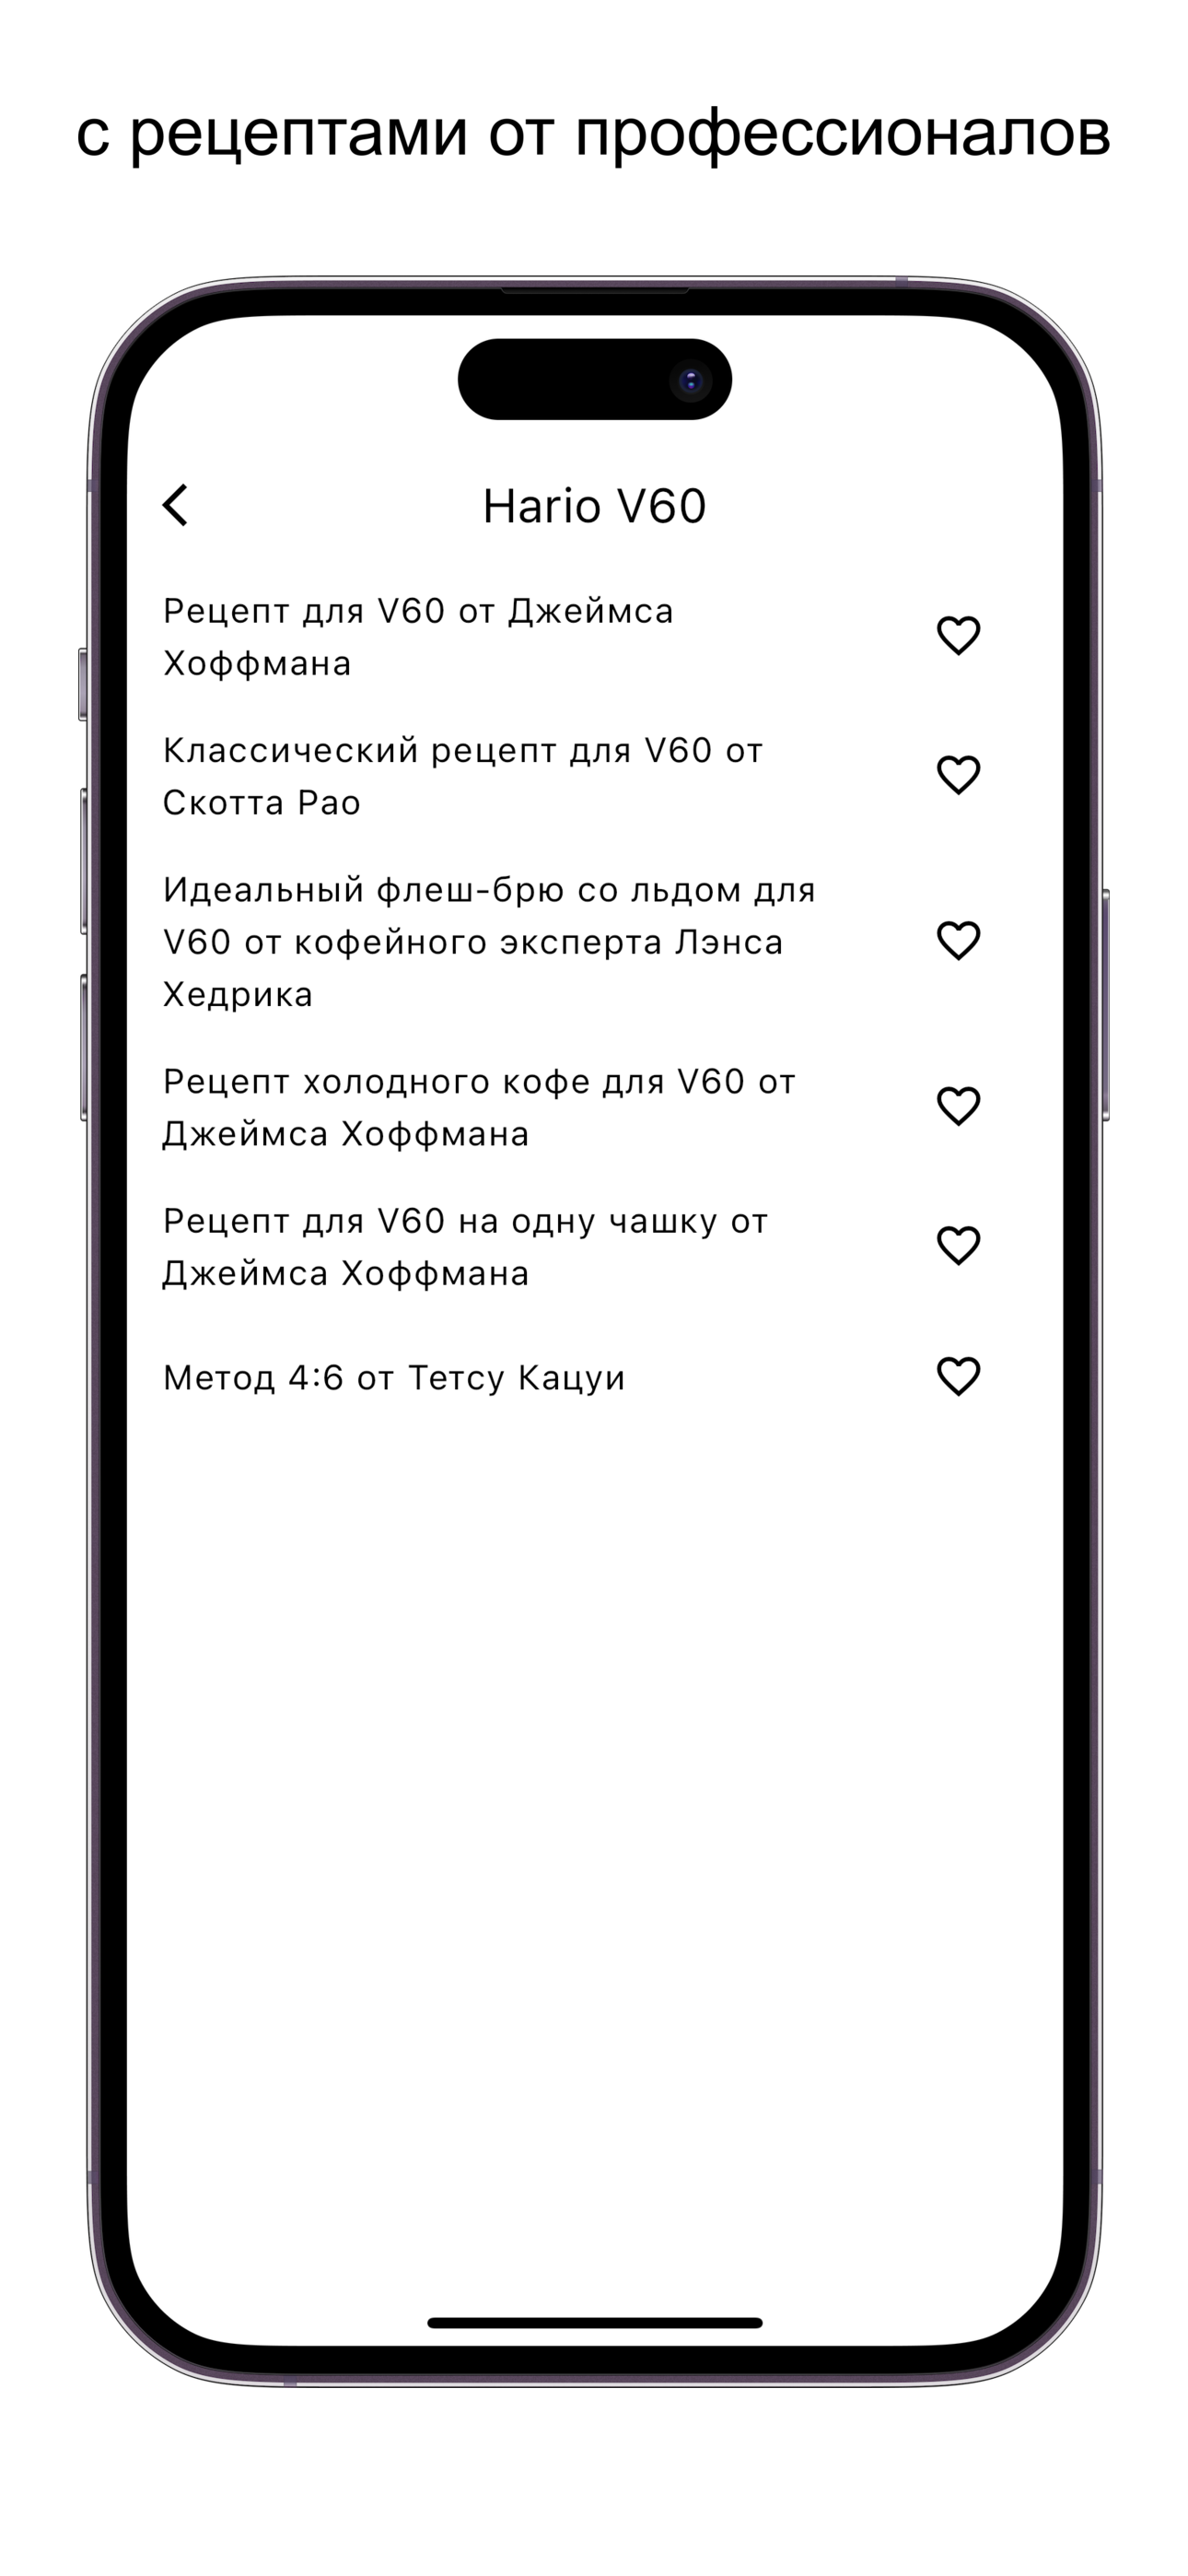 с рецептами от профессионалов
Hario V60
Рецепт для V60 от Джеймса
Хоффмана
Классический рецепт для V60 от
Скотта Рао
Идеальный флеш-брю со льдом для
V60 от кофейного эксперта Лэнса
Хедрика
Рецепт холодного кофе для V60 от
Джеймса Хоффмана
Рецепт для V60 на одну чашку от
Джеймса Хоффмана
Метод 4:6 от Тетсу Кацуи